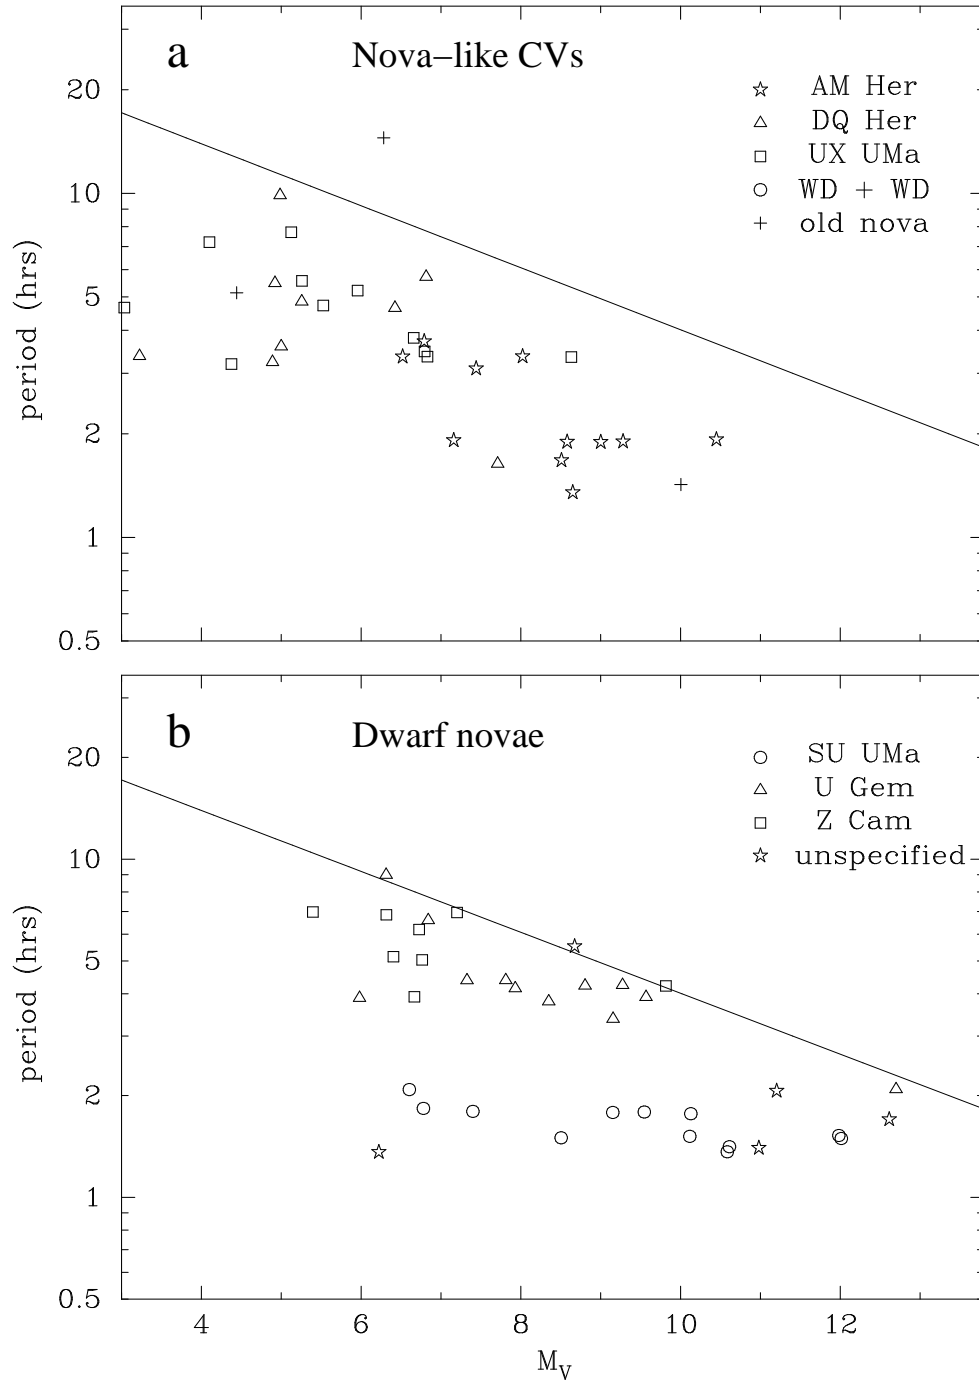 a Nova-like CVs
AM Her
DQ Her
UX UMa
WD + WD
old nova
20
10
5
2
1
0.5
period (hrs)
b Dwarf novae
SU UMa
U Gem
Z Cam
unspecified
20
10
5
2
1
0.5
period (hrs)
4 6 8 10 12
M_V